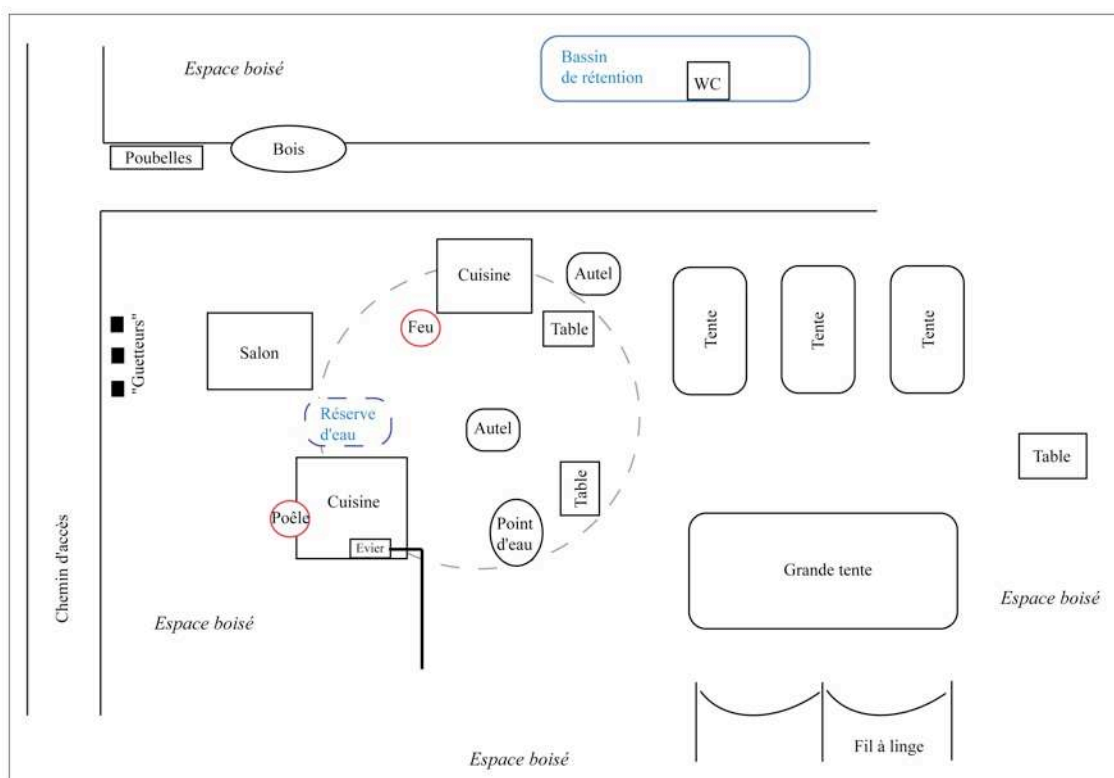 Espace boisé
Bassin
de rétention
WC
Poubelles
Bois
Cuisine
Autel
Feu
Table
"Guetteurs"
Salon
Tente
Tente
Tente
Réserve
d'eau
Autel
Table
Table
Cuisine
Poêle
Evier
Point
d'eau
Grande tente
Chemin d'accès
Espace boisé
Espace boisé
Espace boisé
Fil à linge